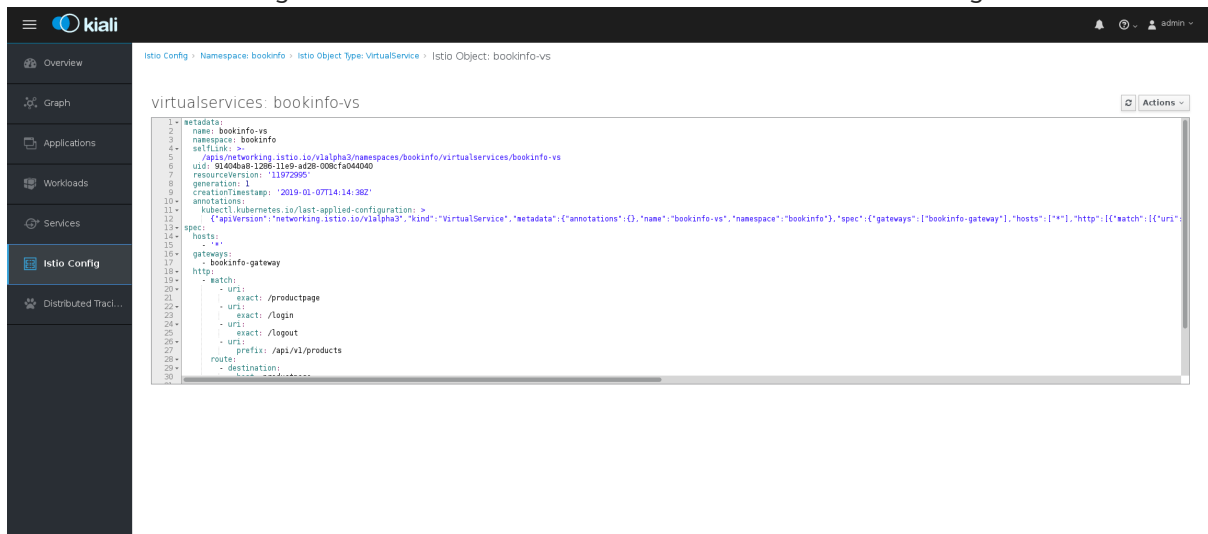 kiali
admin
Overview
Istio Config
Namespace: bookinfo
Istio Object Type: VirtualService
Istio Object: bookinfo-vs
Graph
virtualservices: bookinfo-vs
Actions
Applications
Workloads
Services
Istio Config
Distributed Traci...
1 metadata:
2 name: bookinfo-vs
3 namespace: bookinfo
4 selfLink: >-
5 /apis/networking.istio.io/v1alpha3/namespaces/bookinfo/virtualservices/bookinfo-vs
6 uid: 91404ba8-1286-11e9-ad28-008cfa044040
7 resourceVersion: '11972995'
8 generation: 1
9 creationTimestamp: '2019-01-07T14:14:38Z'
10 annotations:
11 kubectl.kubernetes.io/last-applied-configuration: >
12 {"apiVersion":"networking.istio.io/v1alpha3","kind":"VirtualService","metadata":{"annotations":{},"name":"bookinfo-vs","namespace":"bookinfo"},"spec":{"gateways":["bookinfo-gateway"],"hosts":["*"],"http":[{"match":[{"uri":
13 spec:
14 hosts:
15 - '*'
16 gateways:
17 - bookinfo-gateway
18 http:
19 - match:
20 - uri:
21 exact: /productpage
22 - uri:
23 exact: /login
24 - uri:
25 exact: /logout
26 - uri:
27 prefix: /api/v1/products
28 route:
29 - destination:
30